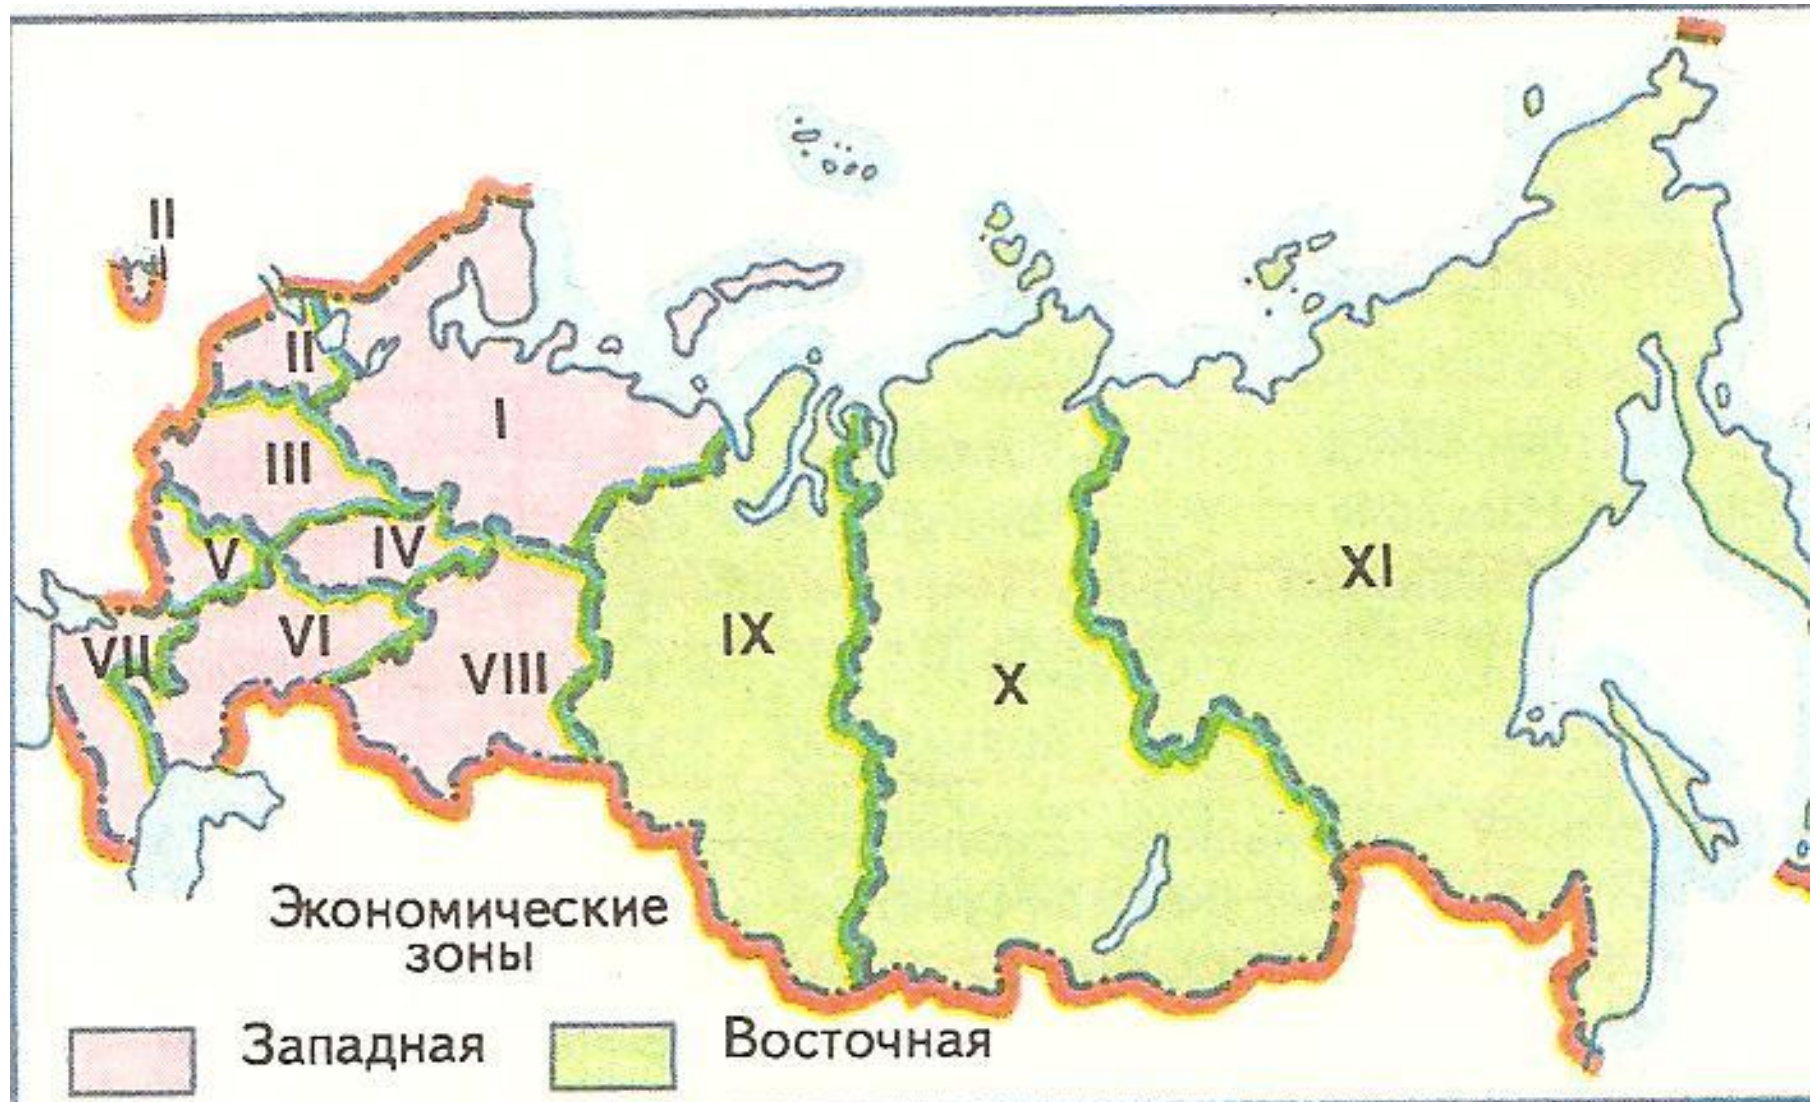 II
II
I
III
IV
V
XI
VI
IX
VII
VIII
X
Экономические
зоны
Западная
Восточная